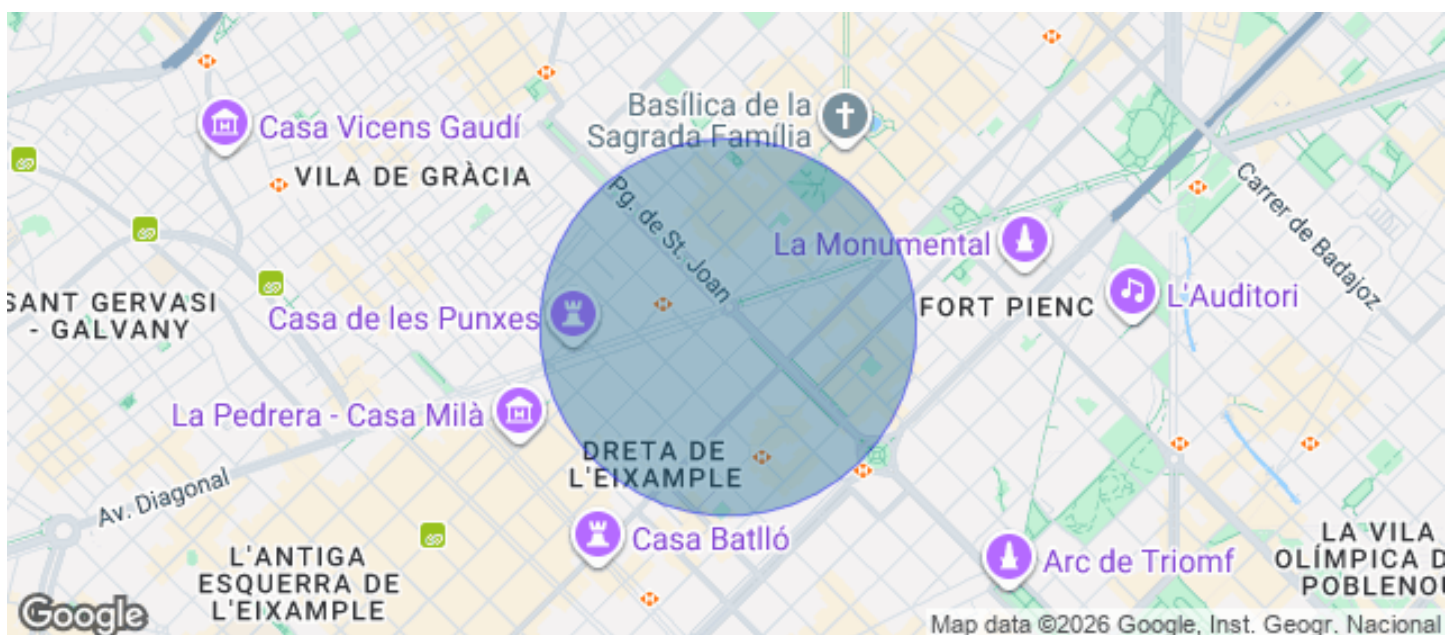 Basílica de la
Sagrada Família
Casa Vicens Gaudí
VILA DE GRÀCIA
Pg. de St. Joan
Carrer de Badajoz
La Monumental
L'Auditori
SANT GERVASI
- GALVANY
Casa de les Punxes
FORT PIENC
La Pedrera - Casa Milà
DRETA DE
L'EIXAMPLE
Av. Diagonal
Casa Batlló
L'ANTIGA
ESQUERRA DE
L'EIXAMPLE
Arc de Triomf
LA VILA
OLÍMPICA D
POBLENOU
Google
Map data ©2026 Google, Inst. Geogr. Nacional